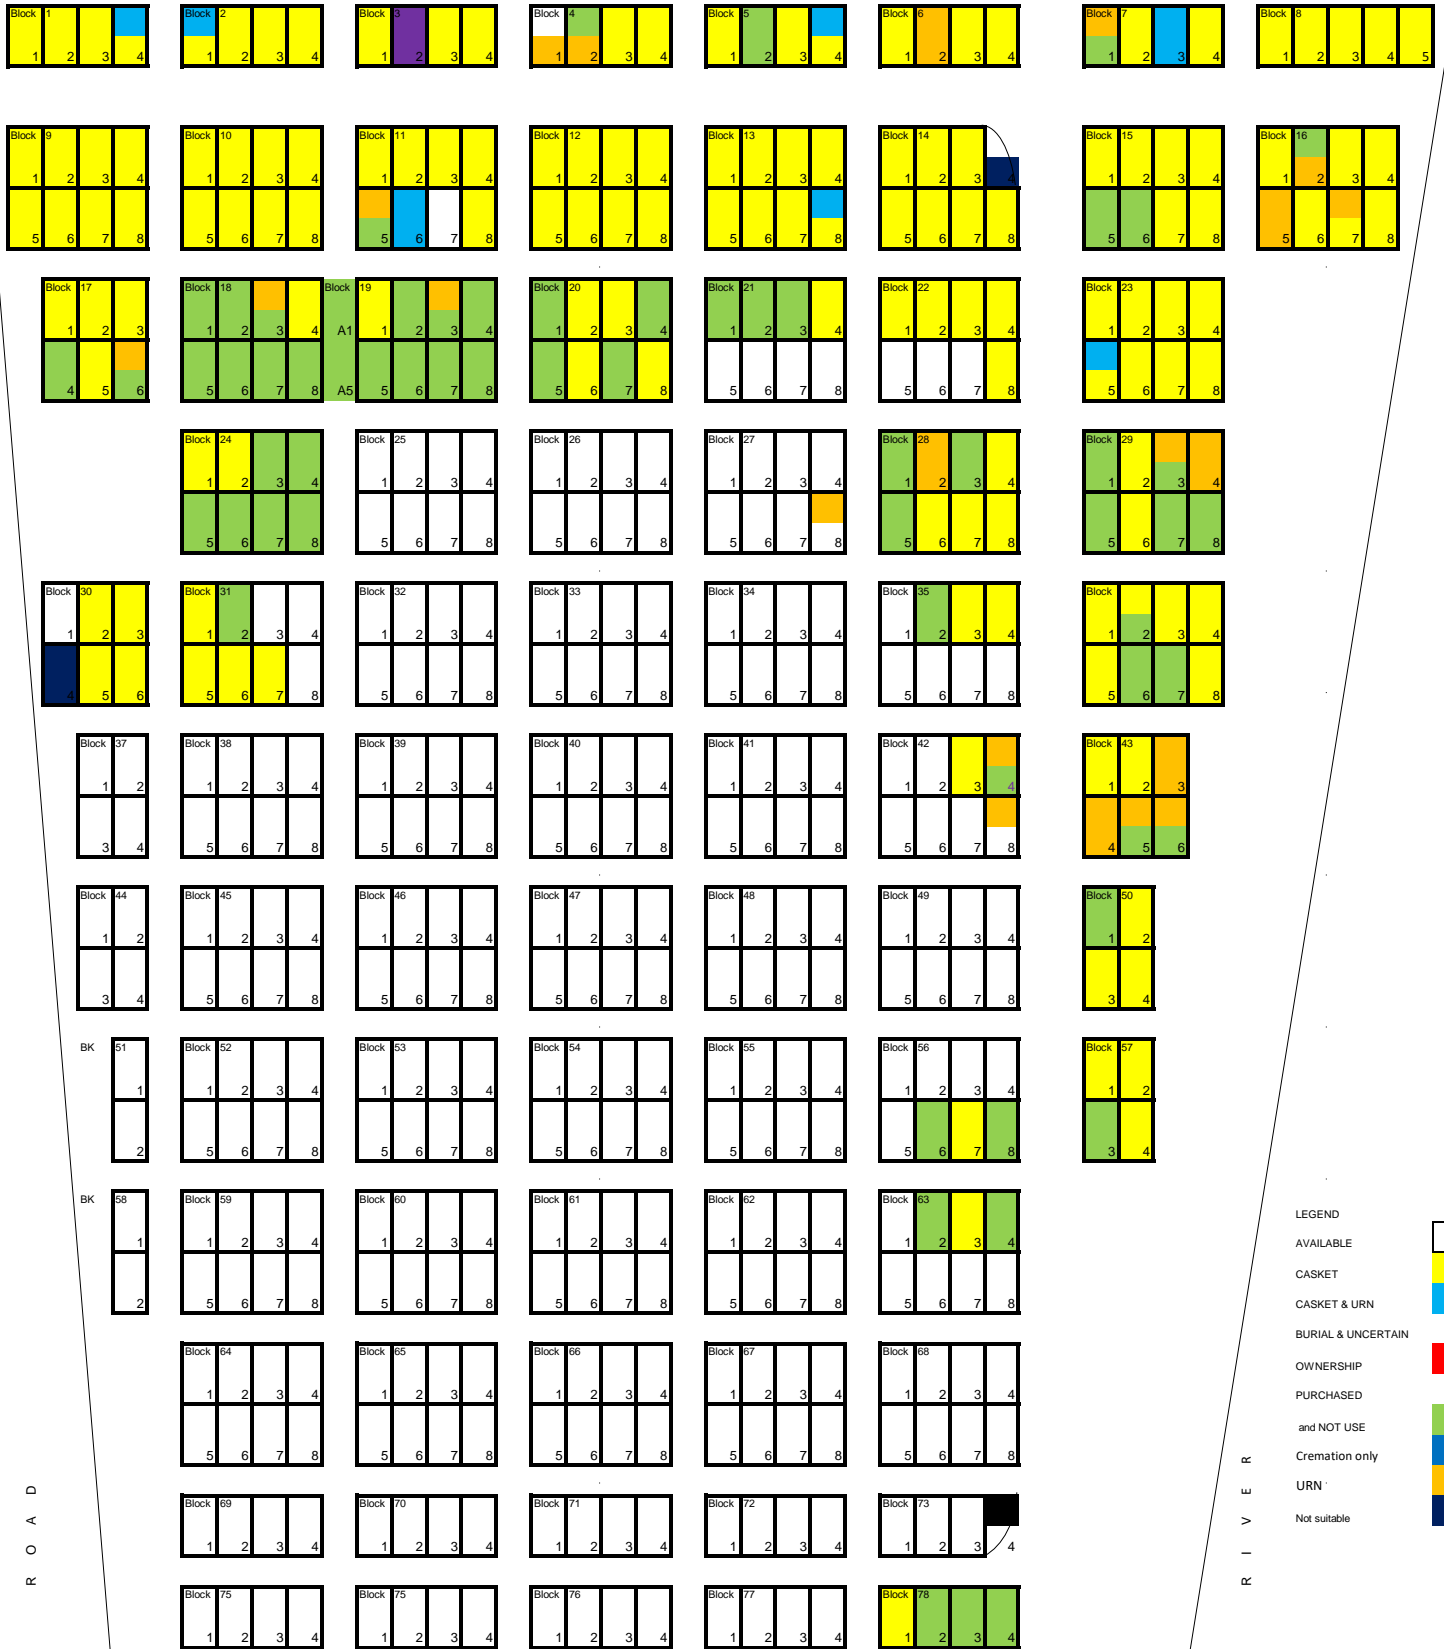 Block 1 Block 2 Block 3 Block 4 Block 5 Block 6 Block 7 Block 8
1 2 3 4 1 2 3 4 1 2 3 4 1 2 3 4 1 2 3 4 1 2 3 4 1 2 3 4 1 2 3 4 5
Block 9 Block 10 Block 11 Block 12 Block 13 Block 14 Block 15 Block 16
1 2 3 4 1 2 3 4 1 2 3 4 1 2 3 4 1 2 3 4 1 2 3 4 1 2 3 4 1 2 3 4
5 6 7 8 5 6 7 8 5 6 7 8 5 6 7 8 5 6 7 8 5 6 7 8 5 6 7 8 5 6 7 8
Block 17 Block 18 Block 19 Block 20 Block 21 Block 22 Block 23
1 2 3 1 2 3 4 A1 1 2 3 4 1 2 3 4 1 2 3 4 1 2 3 4 1 2 3 4
4 5 6 5 6 7 8 A5 5 6 7 8 5 6 7 8 5 6 7 8 5 6 7 8 5 6 7 8
Block 24 Block 25 Block 26 Block 27 Block 28 Block 29
1 2 3 4 1 2 3 4 1 2 3 4 1 2 3 4 1 2 3 4 1 2 3 4
5 6 7 8 5 6 7 8 5 6 7 8 5 6 7 8 5 6 7 8 5 6 7 8
Block 30 Block 31 Block 32 Block 33 Block 34 Block 35 Block
1 2 3 1 2 3 4 1 2 3 4 1 2 3 4 1 2 3 4 1 2 3 4 1 2 3 4
4 5 6 5 6 7 8 5 6 7 8 5 6 7 8 5 6 7 8 5 6 7 8 5 6 7 8
Block 37 Block 38 Block 39 Block 40 Block 41 Block 42 Block 43
1 2 1 2 3 4 1 2 3 4 1 2 3 4 1 2 3 4 1 2 3 4 1 2 3
3 4 5 6 7 8 5 6 7 8 5 6 7 8 5 6 7 8 5 6 7 8 4 5 6
Block 44 Block 45 Block 46 Block 47 Block 48 Block 49 Block 50
1 2 1 2 3 4 1 2 3 4 1 2 3 4 1 2 3 4 1 2 3 4 1 2
3 4 5 6 7 8 5 6 7 8 5 6 7 8 5 6 7 8 5 6 7 8 3 4
BK 51 Block 52 Block 53 Block 54 Block 55 Block 56 Block 57
1 1 2 3 4 1 2 3 4 1 2 3 4 1 2 3 4 1 2 3 4 1 2
2 5 6 7 8 5 6 7 8 5 6 7 8 5 6 7 8 5 6 7 8 3 4
BK 58 Block 59 Block 60 Block 61 Block 62 Block 63
1 1 2 3 4 1 2 3 4 1 2 3 4 1 2 3 4 1 2 3 4
2 5 6 7 8 5 6 7 8 5 6 7 8 5 6 7 8 5 6 7 8
Block 64 Block 65 Block 66 Block 67 Block 68
1 2 3 4 1 2 3 4 1 2 3 4 1 2 3 4 1 2 3 4
5 6 7 8 5 6 7 8 5 6 7 8 5 6 7 8 5 6 7 8
Block 69 Block 70 Block 71 Block 72 Block 73
1 2 3 4 1 2 3 4 1 2 3 4 1 2 3 4 1 2 3 4
Block 75 Block 75 Block 76 Block 77 Block 78
1 2 3 4 1 2 3 4 1 2 3 4 1 2 3 4 1 2 3 4
ROAD
RIVER
LEGEND
AVAILABLE
CASKET
CASKET & URN
BURIAL & UNCERTAIN
OWNERSHIP
PURCHASED
and NOT USE
Cremation only
URN
Not suitable